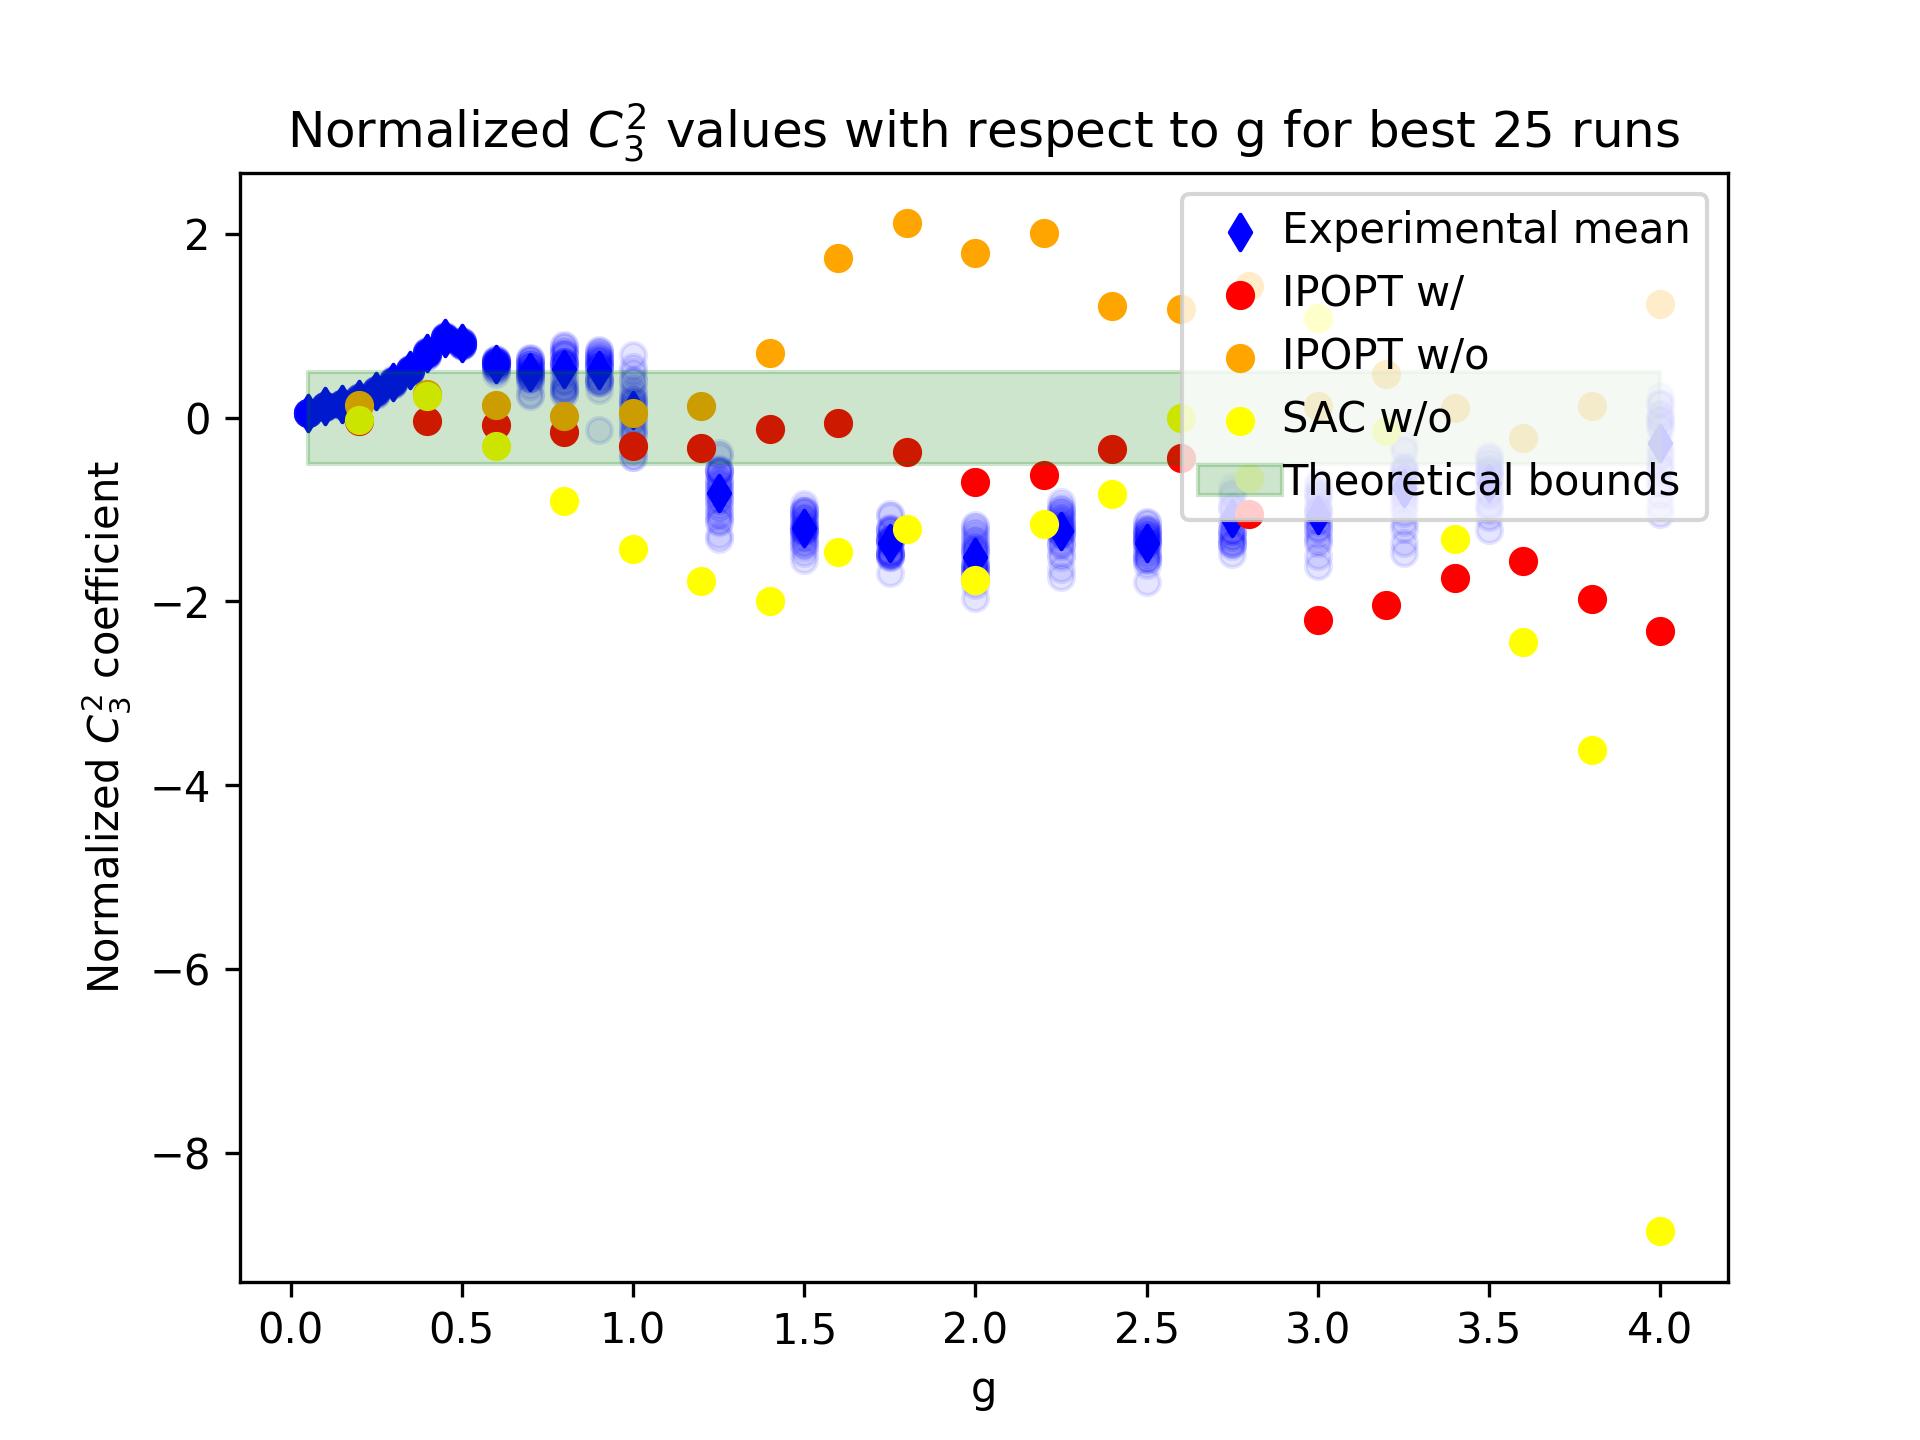 Normalized $C_3^2$ values with respect to g for best 25 runs
Experimental mean
IPOPT w/
IPOPT w/o
SAC w/o
Theoretical bounds
Normalized $C_3^2$ coefficient
2
0
−2
−4
−6
−8
0.0 0.5 1.0 1.5 2.0 2.5 3.0 3.5 4.0
g